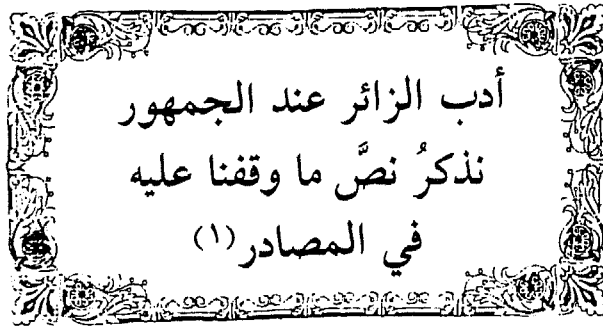 أدب الزائر عند الجمهور
نذكرُ نصَّ ما وقفنا عليه
في المصادر (١)